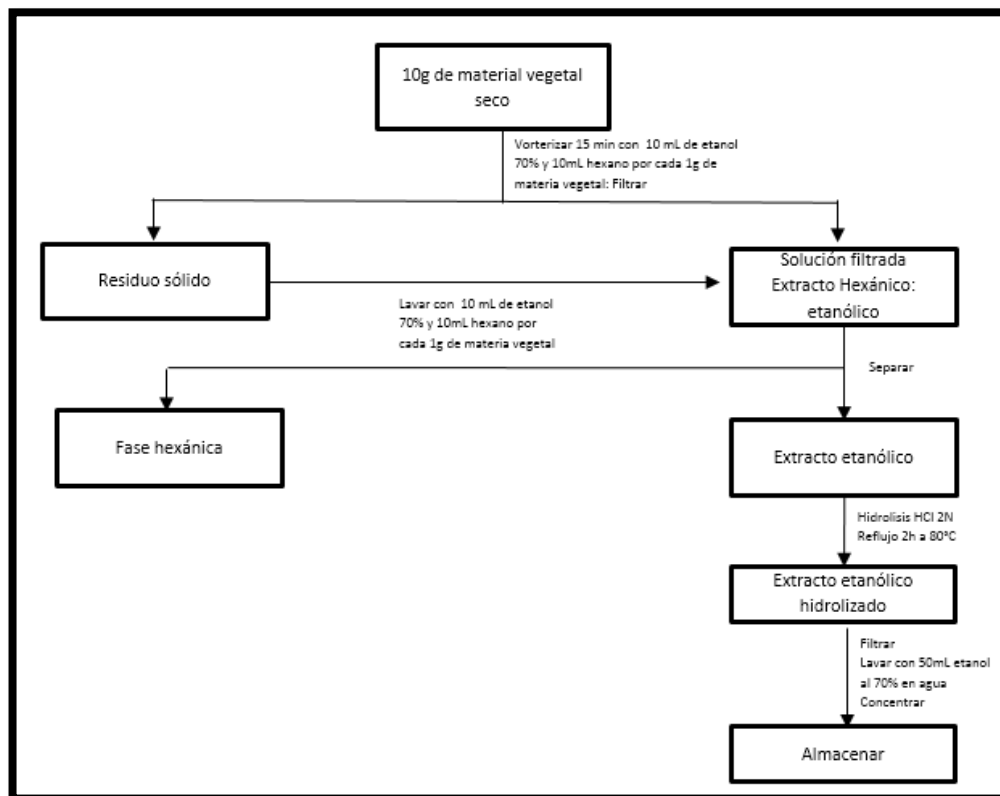 10g de material vegetal
seco
Vorterizar 15 min con 10 mL de etanol
70% y 10mL hexano por cada 1g de
materia vegetal: Filtrar
Residuo sólido
Solución filtrada
Extracto Hexánico:
etanólico
Lavar con 10 mL de etanol
70% y 10mL hexano por
cada 1g de materia vegetal
Separar
Fase hexánica
Extracto etanólico
Hidrolisis HCl 2N
Reflujo 2h a 80°C
Extracto etanólico
hidrolizado
Filtrar
Lavar con 50mL etanol
al 70% en agua
Concentrar
Almacenar